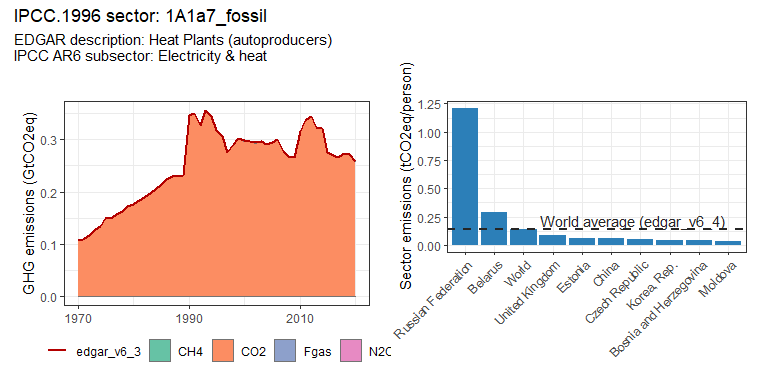 IPCC.1996 sector: 1A1a7_fossil
EDGAR description: Heat Plants (autoproducers)
IPCC AR6 subsector: Electricity & heat
GHG emissions (GtCO2eq)
0.3
0.2
0.1
0.0
1970
1990
2010
edgar_v6_3
CH4
CO2
Fgas
N2O
Sector emissions (tCO2eq/person)
1.25
1.00
0.75
0.50
0.25
0.00
World average (edgar_v6_4)
Russian Federation
Belarus
World
United Kingdom
Estonia
China
Czech Republic
Korea, Rep.
Bosnia and Herzegovina
Moldova